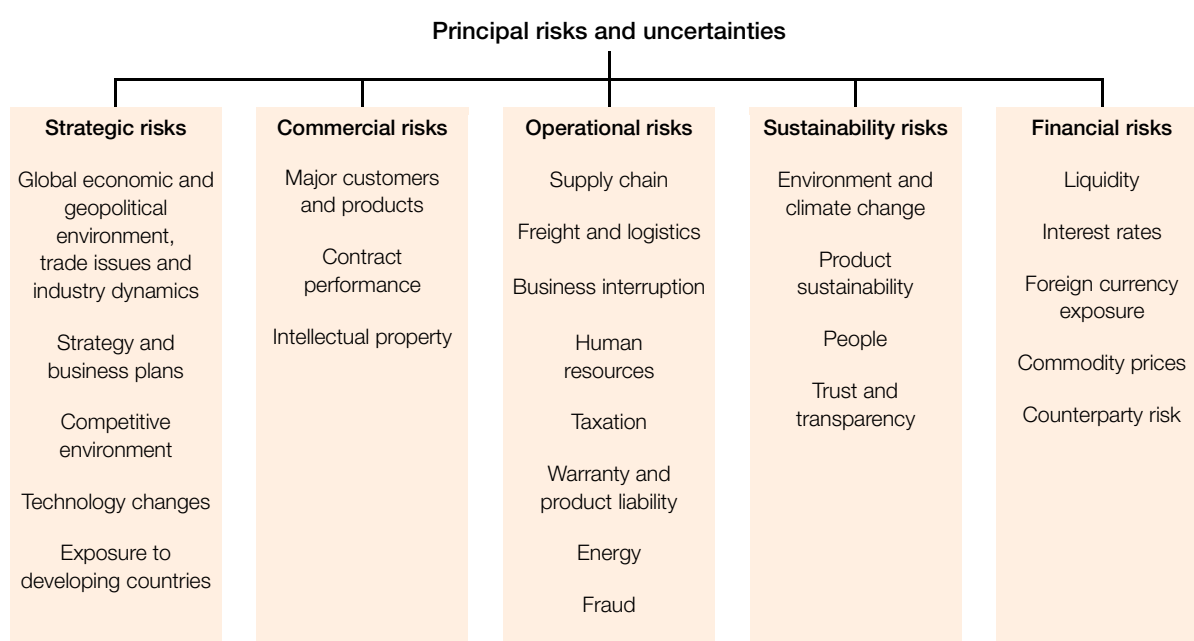 Principal risks and uncertainties
Strategic risks
Global economic and
geopolitical
environment,
trade issues and
industry dynamics
Strategy and
business plans
Competitive
environment
Technology changes
Exposure to
developing countries
Commercial risks
Major customers
and products
Contract
performance
Intellectual property
Operational risks
Supply chain
Freight and logistics
Business interruption
Human
resources
Taxation
Warranty and
product liability
Energy
Fraud
Sustainability risks
Environment and
climate change
Product
sustainability
People
Trust and
transparency
Financial risks
Liquidity
Interest rates
Foreign currency
exposure
Commodity prices
Counterparty risk